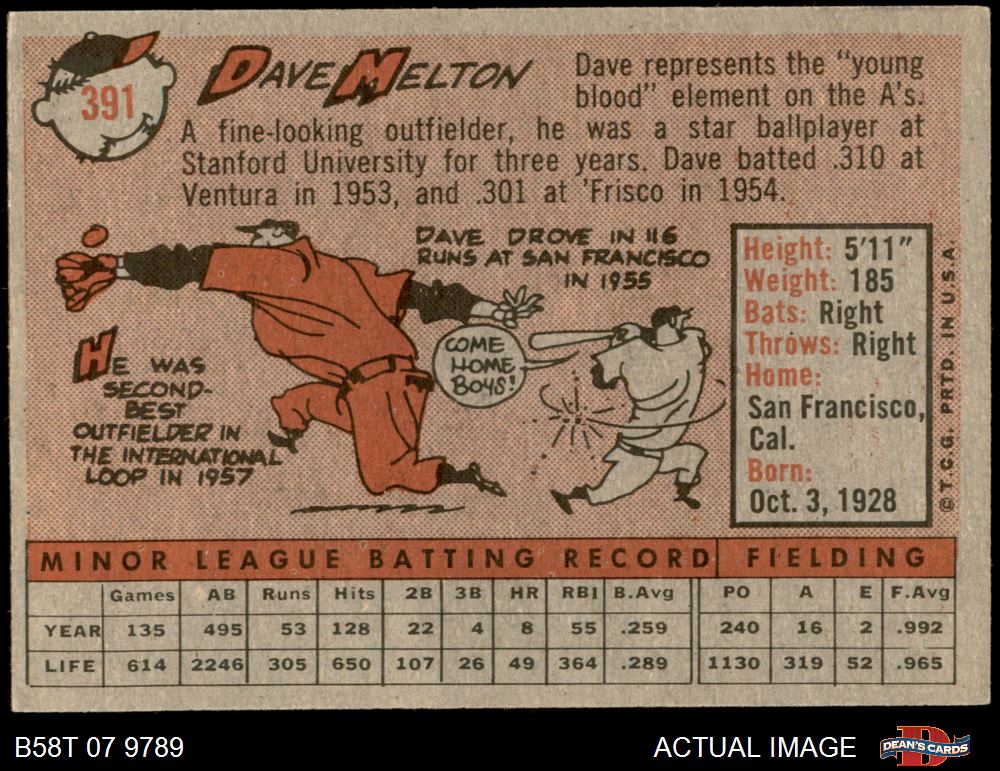 391
DAVE MELTON
Dave represents the "young
blood" element on the A's.
A fine-looking outfielder, he was a star ballplayer at
Stanford University for three years. Dave batted .310 at
Ventura in 1953, and .301 at 'Frisco in 1954.
DAVE DROVE IN 116
RUNS AT SAN FRANCISCO
IN 1955
HE WAS
SECOND-
BEST
OUTFIELDER IN
THE INTERNATIONAL
LOOP IN 1957
COME
HOME
BOYS!
Height: 5'11"
Weight: 185
Bats: Right
Throws: Right
Home:
San Francisco,
Cal.
Born:
Oct. 3, 1928
© T.C.G. PRTD. IN U.S.A.
MINOR LEAGUE BATTING RECORD FIELDING
Games AB Runs Hits 2B 3B HR RBI B.Avg PO A E F.Avg
YEAR 135 495 53 128 22 4 8 55 .259 240 16 2 .992
LIFE 614 2246 305 650 107 26 49 364 .289 1130 319 52 .965
B58T 07 9789
ACTUAL IMAGE
DEAN'S CARDS